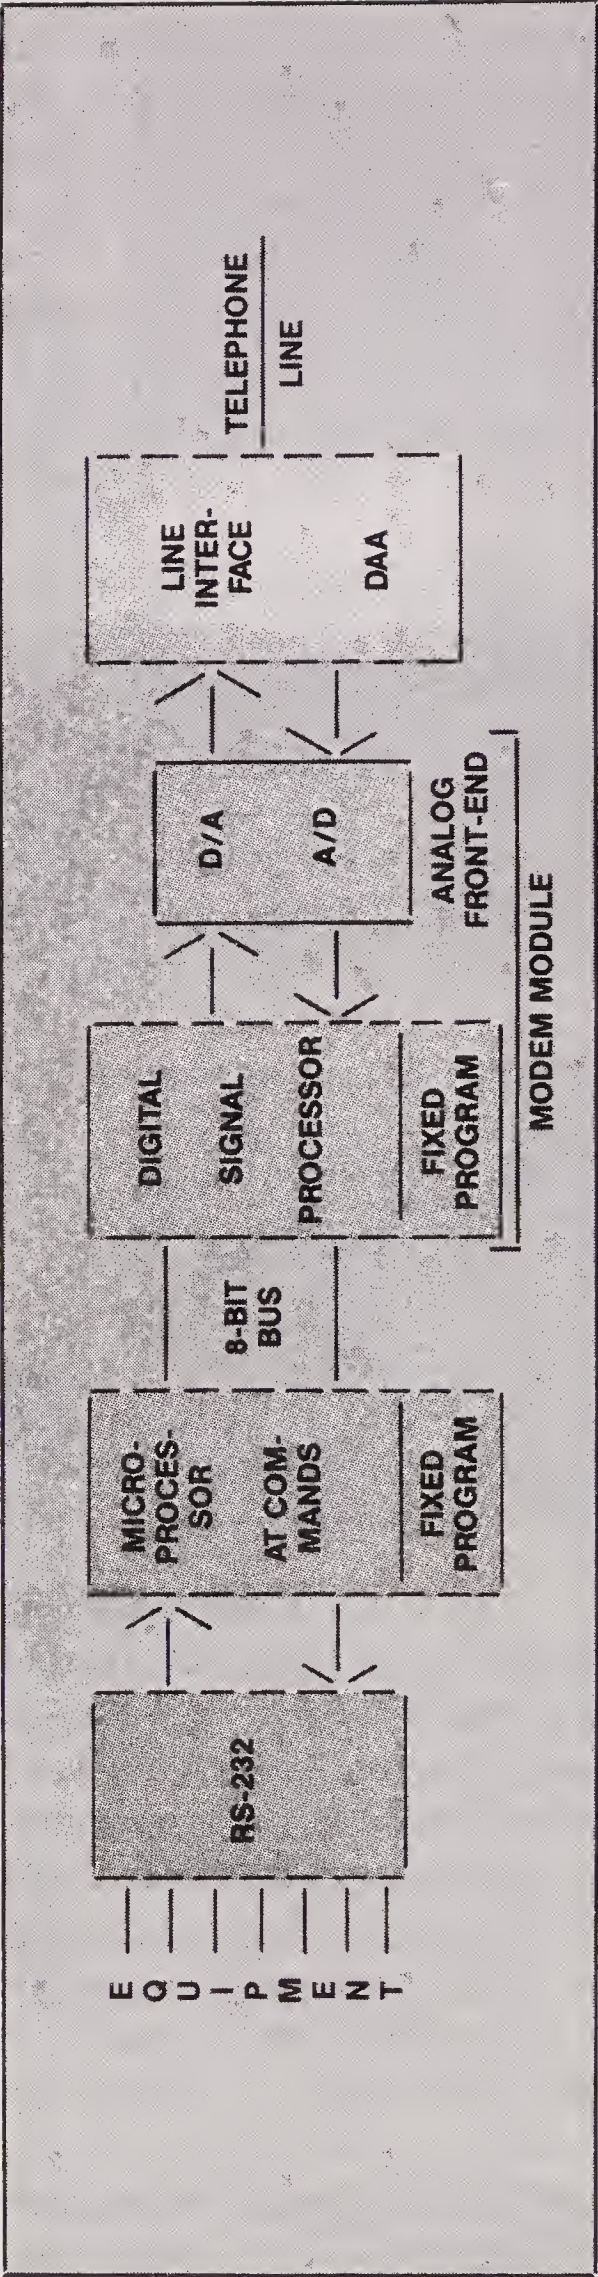 E
Q
U
I
P
M
E
N
T
RS-232
MICRO-
PROCES-
SOR
AT COM-
MANDS
FIXED
PROGRAM
8-BIT
BUS
DIGITAL
SIGNAL
PROCESSOR
FIXED
PROGRAM
D/A
A/D
ANALOG
FRONT-END
MODEM MODULE
LINE
INTER-
FACE
DAA
TELEPHONE
LINE